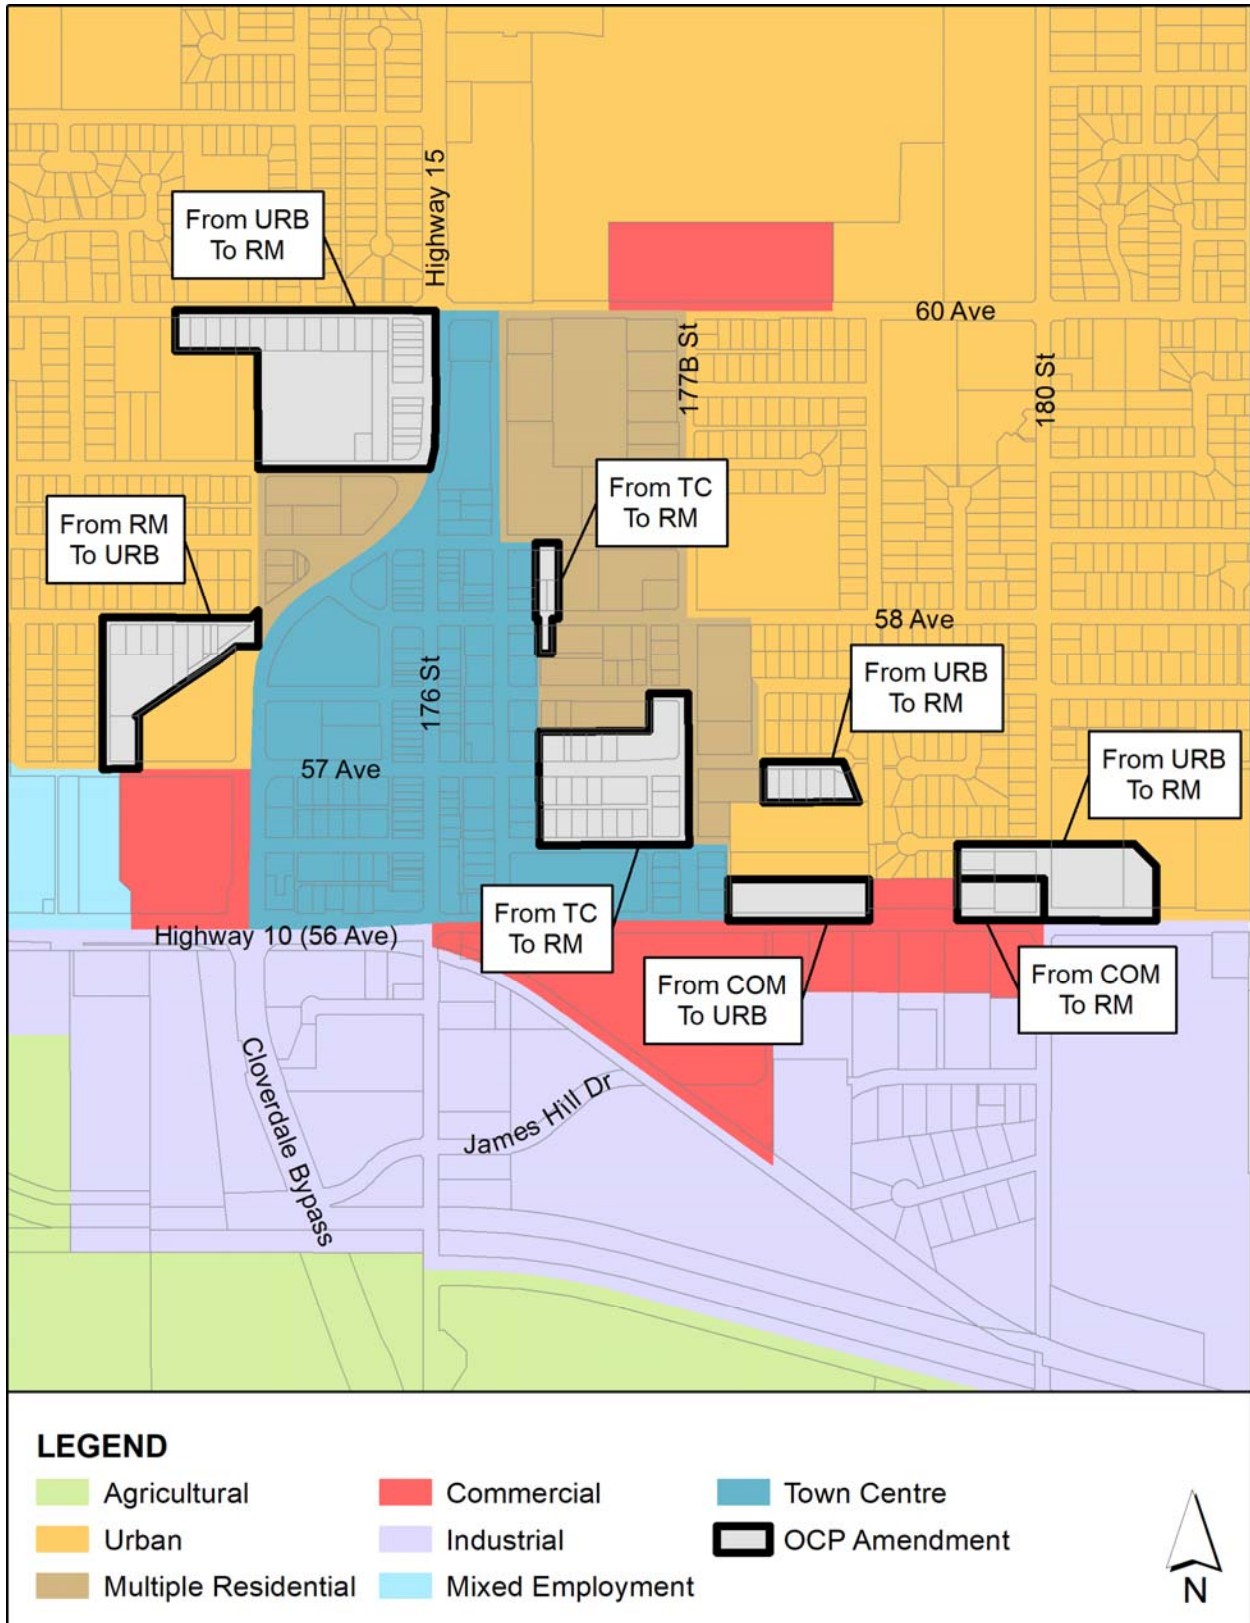 Highway 15
From URB
To RM
60 Ave
177B St
180 St
From TC
To RM
From RM
To URB
58 Ave
From URB
To RM
176 St
57 Ave
From URB
To RM
From TC
To RM
Highway 10 (56 Ave)
From COM
To URB
From COM
To RM
Cloverdale Bypass
James Hill Dr
LEGEND
Agricultural
Urban
Multiple Residential
Commercial
Industrial
Mixed Employment
Town Centre
OCP Amendment
N